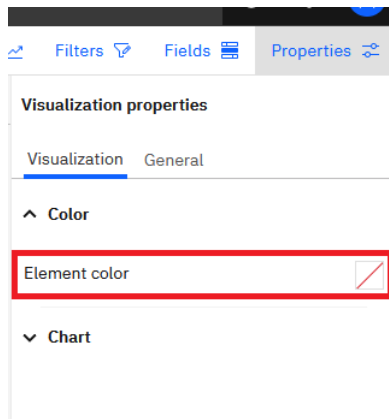 Filters Fields Properties
Visualization properties
Visualization General
Color
Element color
Chart